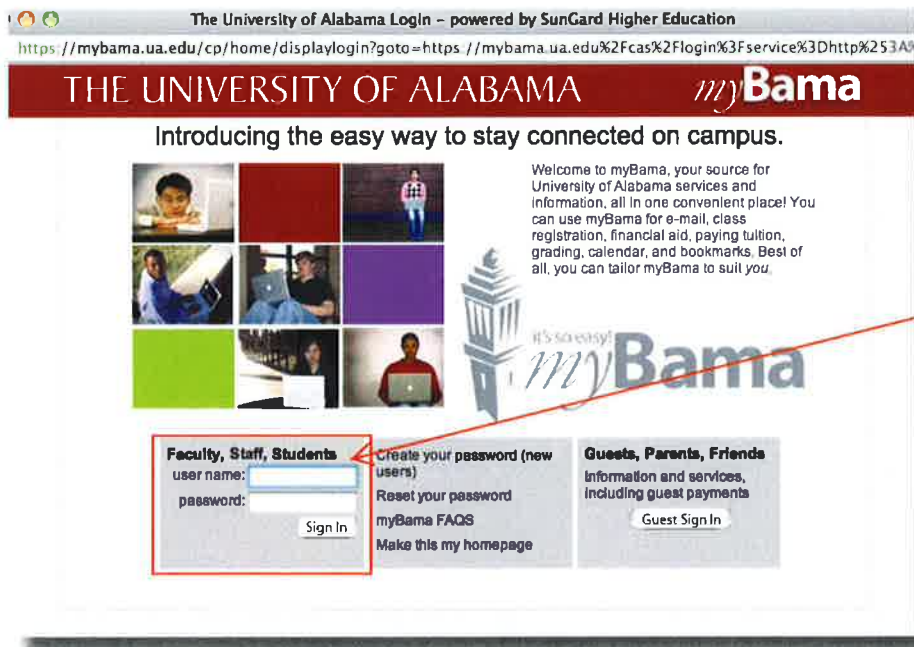 The University of Alabama Login – powered by SunGard Higher Education
https://mybama.ua.edu/cp/home/displaylogin?goto=https://mybama.ua.edu%2Fcas%2Flogin%3Fservice%3Dhttp%253A%
THE UNIVERSITY OF ALABAMA
myBama
Introducing the easy way to stay connected on campus.
Welcome to myBama, your source for
University of Alabama services and
information, all in one convenient place! You
can use myBama for e-mail, class
registration, financial aid, paying tuition,
grading, calendar, and bookmarks. Best of
all, you can tailor myBama to suit you.
it's so easy!
myBama
Faculty, Staff, Students
user name:
password:
Sign In
Create your password (new
users)
Reset your password
myBama FAQS
Make this my homepage
Guests, Parents, Friends
Information and services,
including guest payments
Guest Sign In